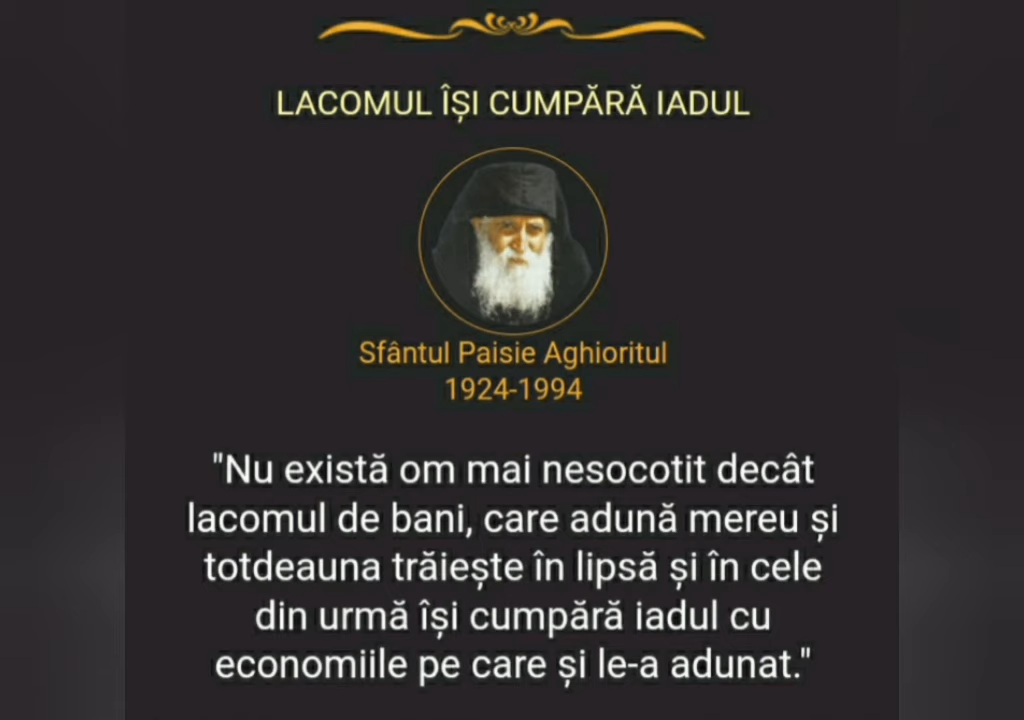 LACOMUL ÎȘI CUMPĂRĂ IADUL
Sfântul Paisie Aghioritul
1924-1994
"Nu există om mai nesocotit decât
lacomul de bani, care adună mereu și
totdeauna trăiește în lipsă și în cele
din urmă își cumpără iadul cu
economiile pe care și le-a adunat."